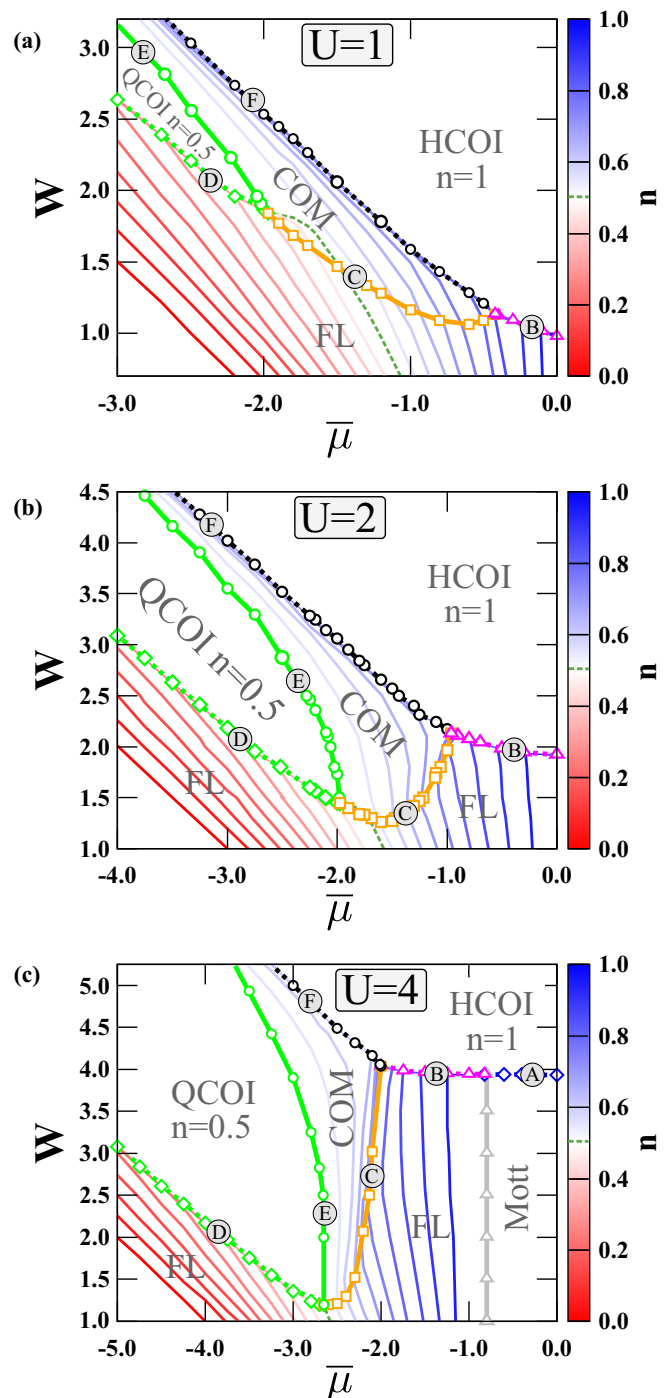 (a)
U=1
E
F
QCOI
n=0.5
D
COM
HCOI
n=1
C
FL
B
W
3.0
2.5
2.0
1.5
1.0
-3.0 -2.0 -1.0 0.0
μ̅
1.0
0.8
0.6
0.4
0.2
0.0
n
(b)
U=2
F
HCOI
n=1
QCOI n=0.5
E
COM
D
B
FL
C
FL
W
4.5
4.0
3.5
3.0
2.5
2.0
1.5
1.0
-4.0 -3.0 -2.0 -1.0 0.0
μ̅
1.0
0.8
0.6
0.4
0.2
0.0
n
(c)
U=4
F
HCOI
n=1
B
A
QCOI
n=0.5
COM
C
E
D
FL
FL
Mott
W
5.0
4.5
4.0
3.5
3.0
2.5
2.0
1.5
1.0
-5.0 -4.0 -3.0 -2.0 -1.0 0.0
μ̅
1.0
0.8
0.6
0.4
0.2
0.0
n